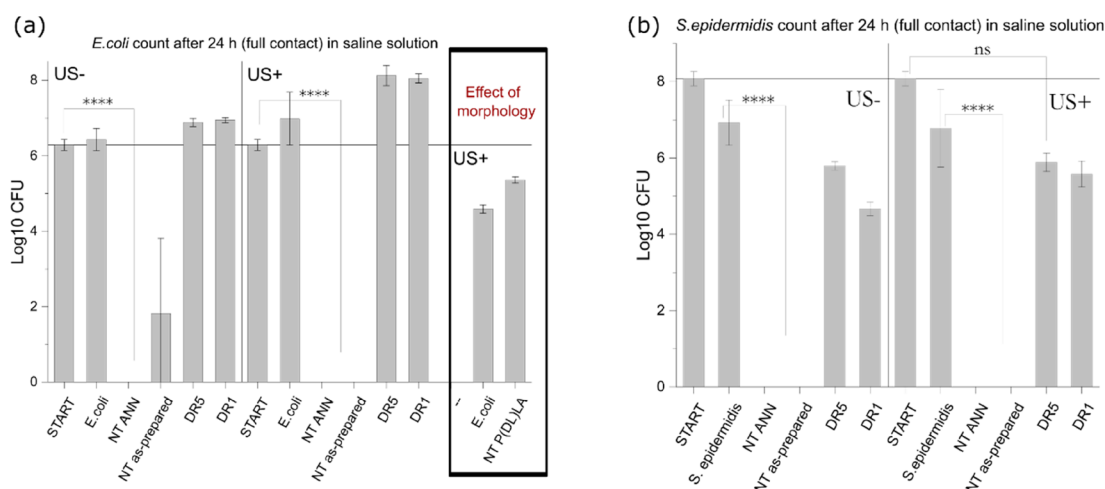 (a)
E.coli count after 24 h (full contact) in saline solution
US-
US+
****
****
Effect of
morphology
US+
Log10 CFU
8
6
4
2
0
START
E.coli
NT ANN
NT as-prepared
DR5
DR1
START
E.coli
NT ANN
NT as-prepared
DR5
DR1
--
E.coli
NT P(DL)LA
(b)
S.epidermidis count after 24 h (full contact) in saline solution
ns
****
****
US-
US+
Log10 CFU
8
6
4
2
0
START
S. epidermidis
NT ANN
NT as-prepared
DR5
DR1
START
S.epidermidis
NT ANN
NT as-prepared
DR5
DR1